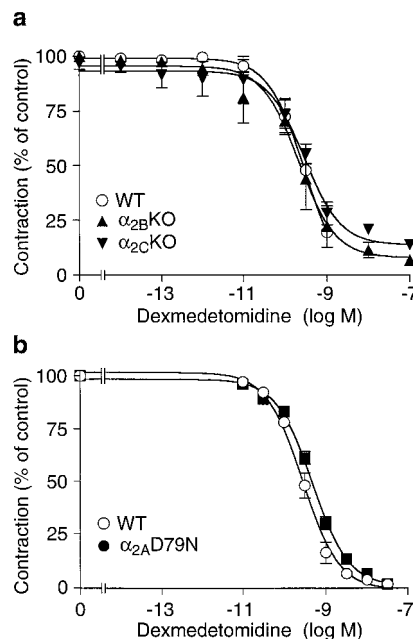 a
Contraction (% of control)
100
75
50
25
0
WT
α2BKO
α2CKO
0
-13
-11
-9
-7
Dexmedetomidine (log M)
b
Contraction (% of control)
100
75
50
25
0
WT
α2AD79N
0
-13
-11
-9
-7
Dexmedetomidine (log M)